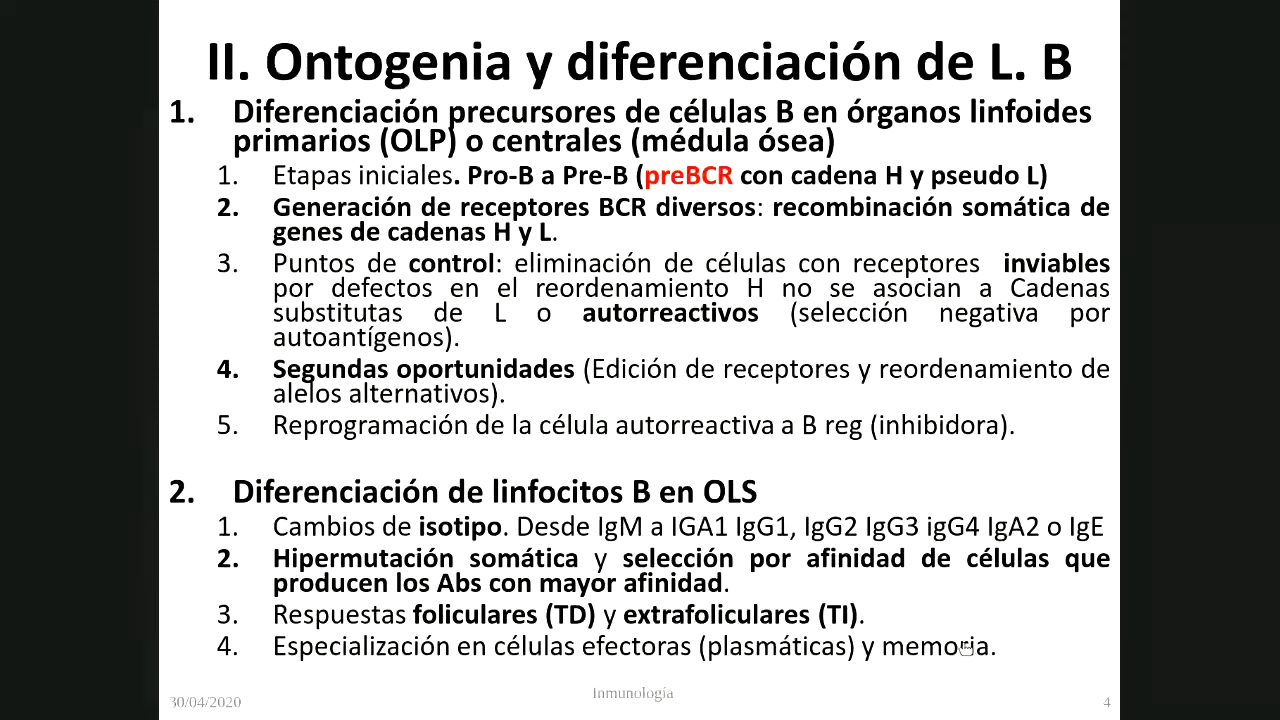 II. Ontogenia y diferenciación de L. B
1. Diferenciación precursores de células B en órganos linfoides
primarios (OLP) o centrales (médula ósea)
1. Etapas iniciales. Pro-B a Pre-B (preBCR con cadena H y pseudo L)
2. Generación de receptores BCR diversos: recombinación somática de
genes de cadenas H y L.
3. Puntos de control: eliminación de células con receptores inviables
por defectos en el reordenamiento H no se asocian a Cadenas
substitutas de L o autorreactivos (selección negativa por
autoantígenos).
4. Segundas oportunidades (Edición de receptores y reordenamiento de
alelos alternativos).
5. Reprogramación de la célula autorreactiva a B reg (inhibidora).
2. Diferenciación de linfocitos B en OLS
1. Cambios de isotipo. Desde IgM a IGA1 IgG1, IgG2 IgG3 igG4 IgA2 o IgE
2. Hipermutación somática y selección por afinidad de células que
producen los Abs con mayor afinidad.
3. Respuestas foliculares (TD) y extrafoliculares (TI).
4. Especialización en células efectoras (plasmáticas) y memoria.
30/04/2020
Inmunología
4